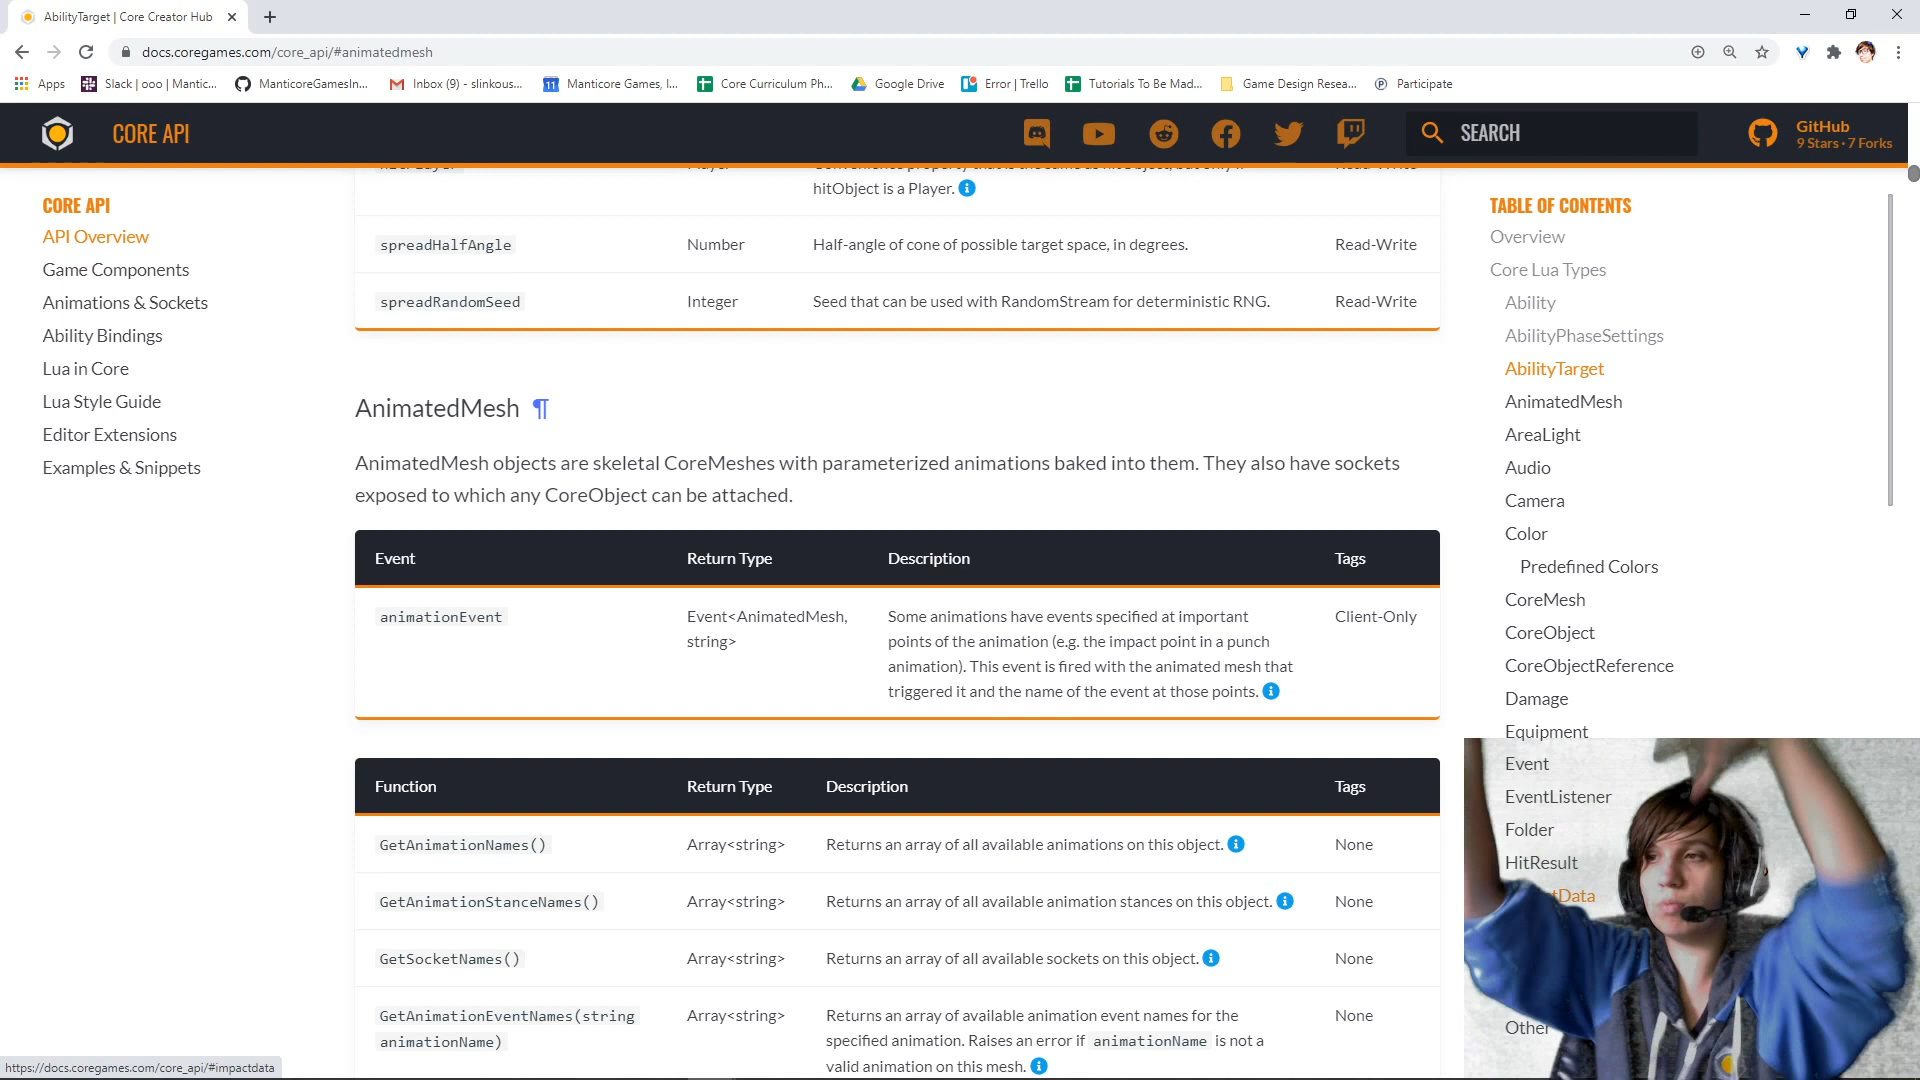 AbilityTarget | Core Creator Hub
docs.coregames.com/core_api/#animatedmesh
Apps Slack | ooo | Mantic... ManticoreGamesIn... Inbox (9) - slinkous... Manticore Games, I... Core Curriculum Ph... Google Drive Error | Trello Tutorials To Be Mad... Game Design Resea... Participate
CORE API
SEARCH
GitHub
9 Stars · 7 Forks
CORE API
API Overview
Game Components
Animations & Sockets
Ability Bindings
Lua in Core
Lua Style Guide
Editor Extensions
Examples & Snippets
hitObject is a Player.
spreadHalfAngle Number Half-angle of cone of possible target space, in degrees. Read-Write
spreadRandomSeed Integer Seed that can be used with RandomStream for deterministic RNG. Read-Write
AnimatedMesh ¶
AnimatedMesh objects are skeletal CoreMeshes with parameterized animations baked into them. They also have sockets
exposed to which any CoreObject can be attached.
Event Return Type Description Tags
animationEvent Event<AnimatedMesh, Some animations have events specified at important Client-Only
string> points of the animation (e.g. the impact point in a punch
animation). This event is fired with the animated mesh that
triggered it and the name of the event at those points.
Function Return Type Description Tags
GetAnimationNames() Array<string> Returns an array of all available animations on this object. None
GetAnimationStanceNames() Array<string> Returns an array of all available animation stances on this object. None
GetSocketNames() Array<string> Returns an array of all available sockets on this object. None
GetAnimationEventNames(string Array<string> Returns an array of available animation event names for the None
animationName) specified animation. Raises an error if animationName is not a
valid animation on this mesh.
TABLE OF CONTENTS
Overview
Core Lua Types
Ability
AbilityPhaseSettings
AbilityTarget
AnimatedMesh
AreaLight
Audio
Camera
Color
Predefined Colors
CoreMesh
CoreObject
CoreObjectReference
Damage
Equipment
Event
EventListener
Folder
HitResult
tData
Other
https://docs.coregames.com/core_api/#impactdata